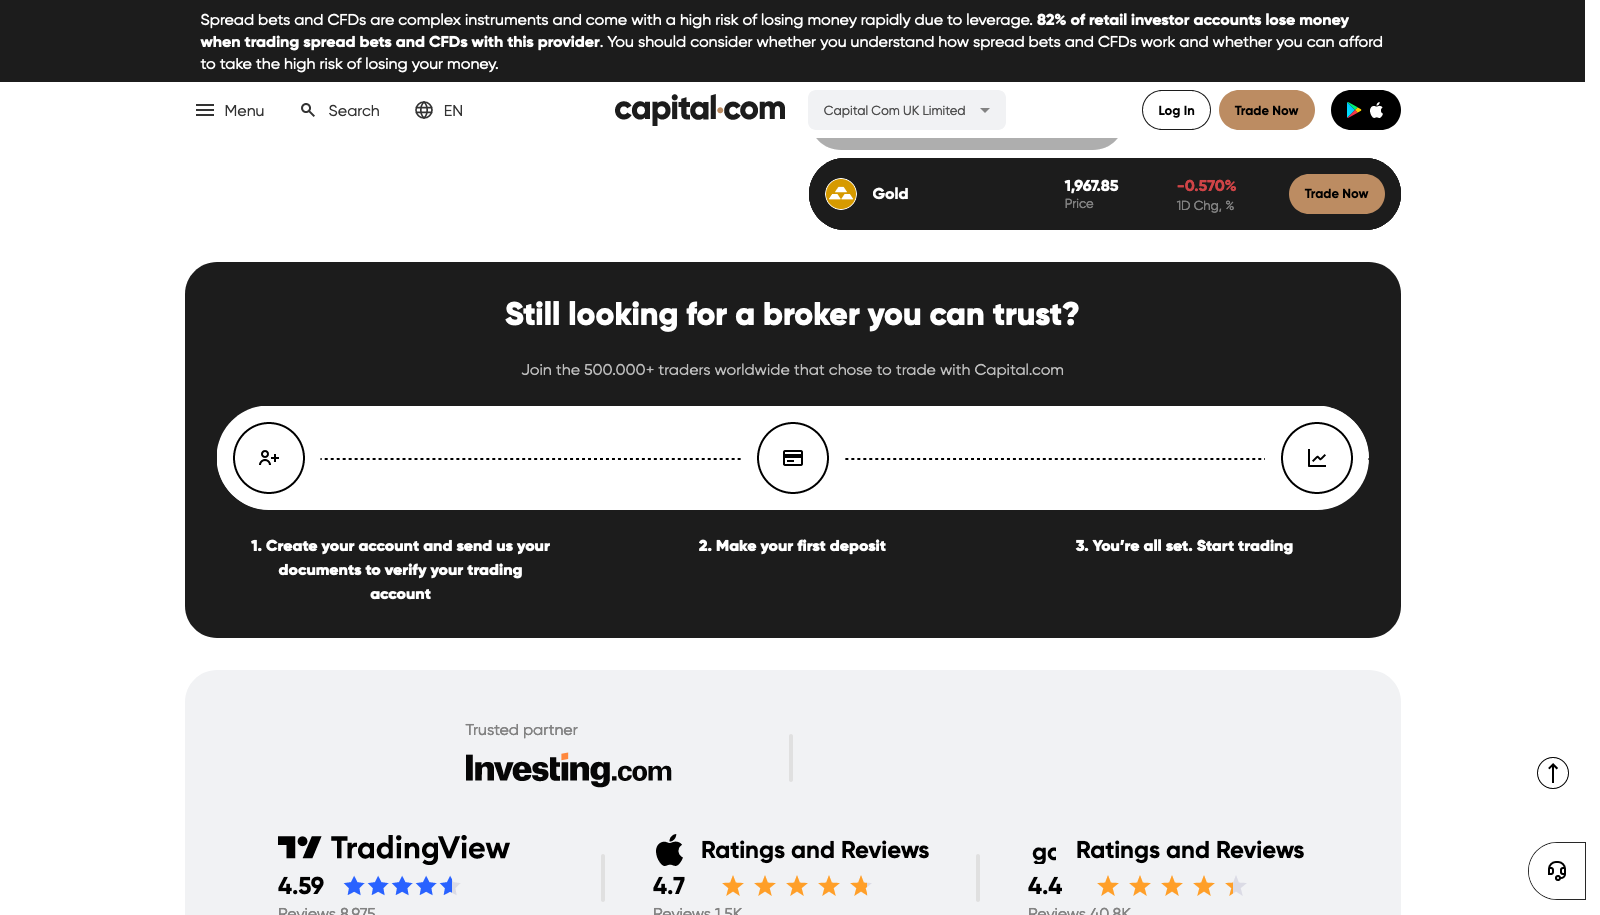 Spread bets and CFDs are complex instruments and come with a high risk of losing money rapidly due to leverage. 82% of retail investor accounts lose money
when trading spread bets and CFDs with this provider. You should consider whether you understand how spread bets and CFDs work and whether you can afford
to take the high risk of losing your money.
Menu
Search
EN
capital.com
Capital Com UK Limited
Log In
Trade Now
Gold
1,967.85
Price
-0.570%
1D Chg, %
Trade Now
Still looking for a broker you can trust?
Join the 500.000+ traders worldwide that chose to trade with Capital.com
1. Create your account and send us your
documents to verify your trading
account
2. Make your first deposit
3. You’re all set. Start trading
Trusted partner
Investing.com
TradingView
4.59
Reviews 8,975
Ratings and Reviews
4.7
Reviews 1.5K
Ratings and Reviews
4.4
Reviews 40.8K